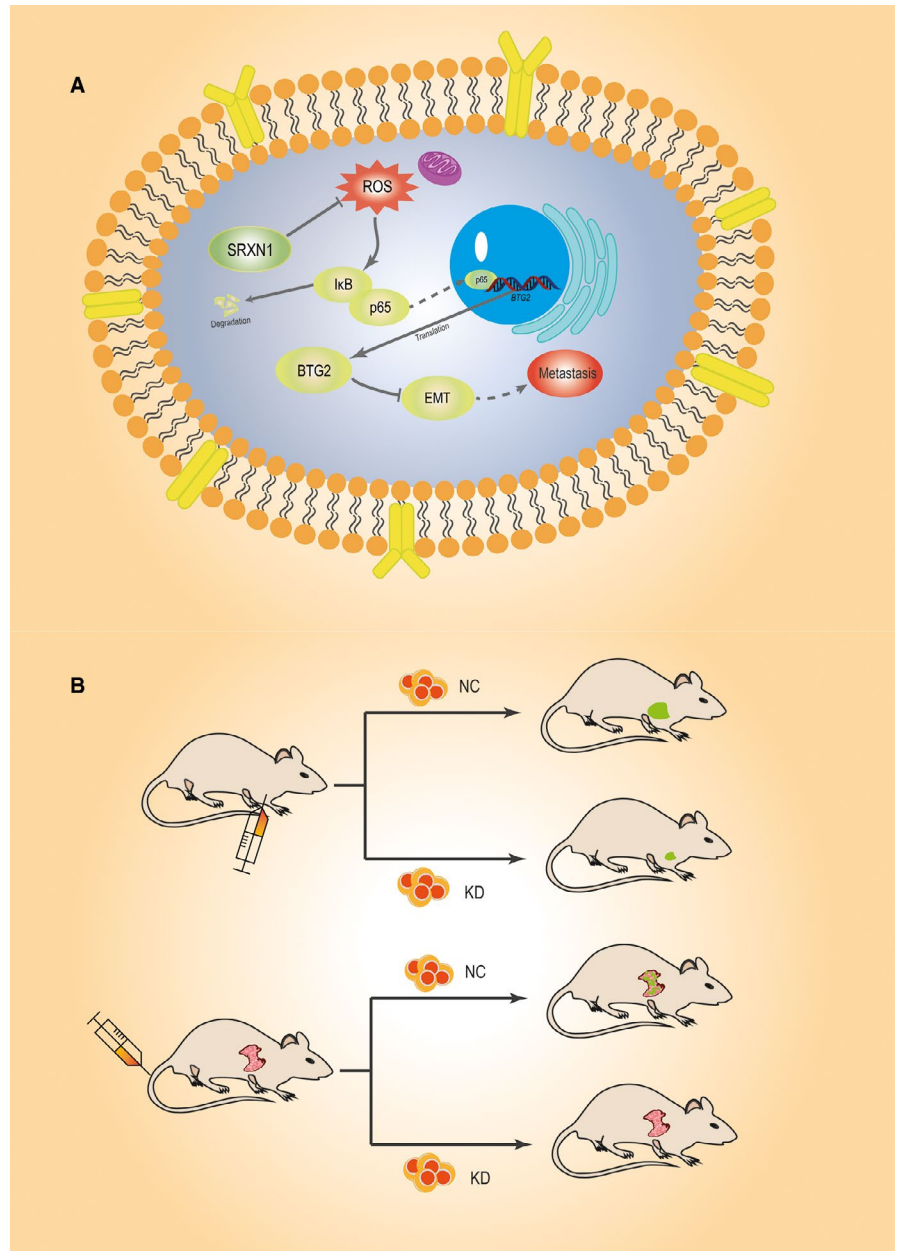 A
ROS
SRXN1
IκB
p65
p65
BTG2
Degradation
Translation
BTG2
EMT
Metastasis
B
NC
KD
NC
KD